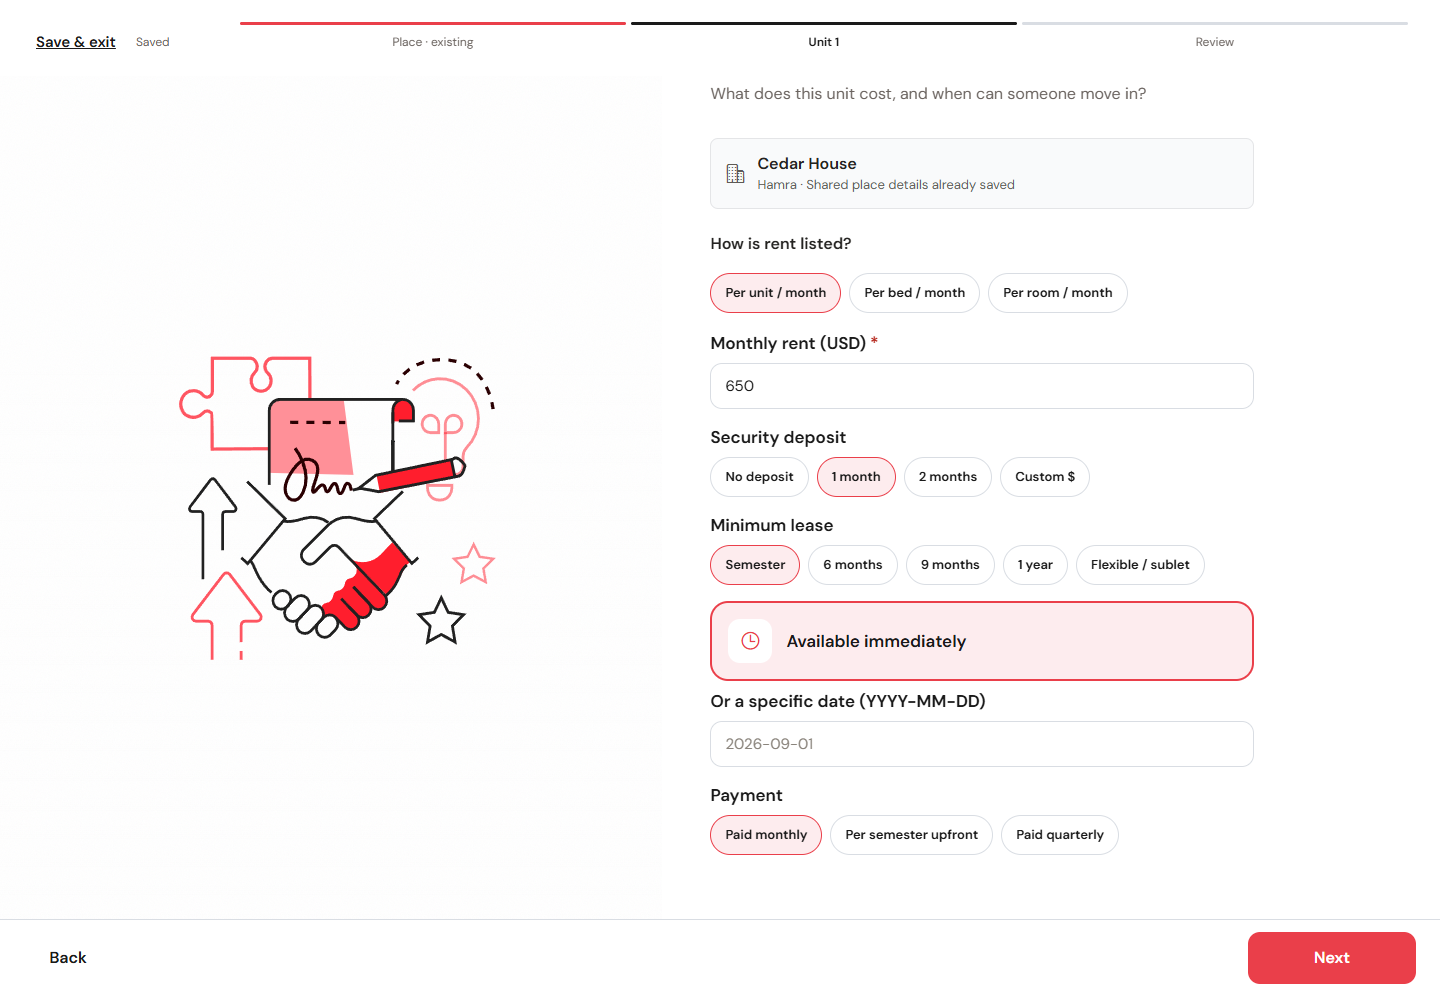 Save & exit
Saved
Place · existing
Unit 1
Review
What does this unit cost, and when can someone move in?
Cedar House
Hamra · Shared place details already saved
How is rent listed?
Per unit / month
Per bed / month
Per room / month
Monthly rent (USD) *
650
Security deposit
No deposit
1 month
2 months
Custom $
Minimum lease
Semester
6 months
9 months
1 year
Flexible / sublet
Available immediately
Or a specific date (YYYY-MM-DD)
2026-09-01
Payment
Paid monthly
Per semester upfront
Paid quarterly
Back
Next